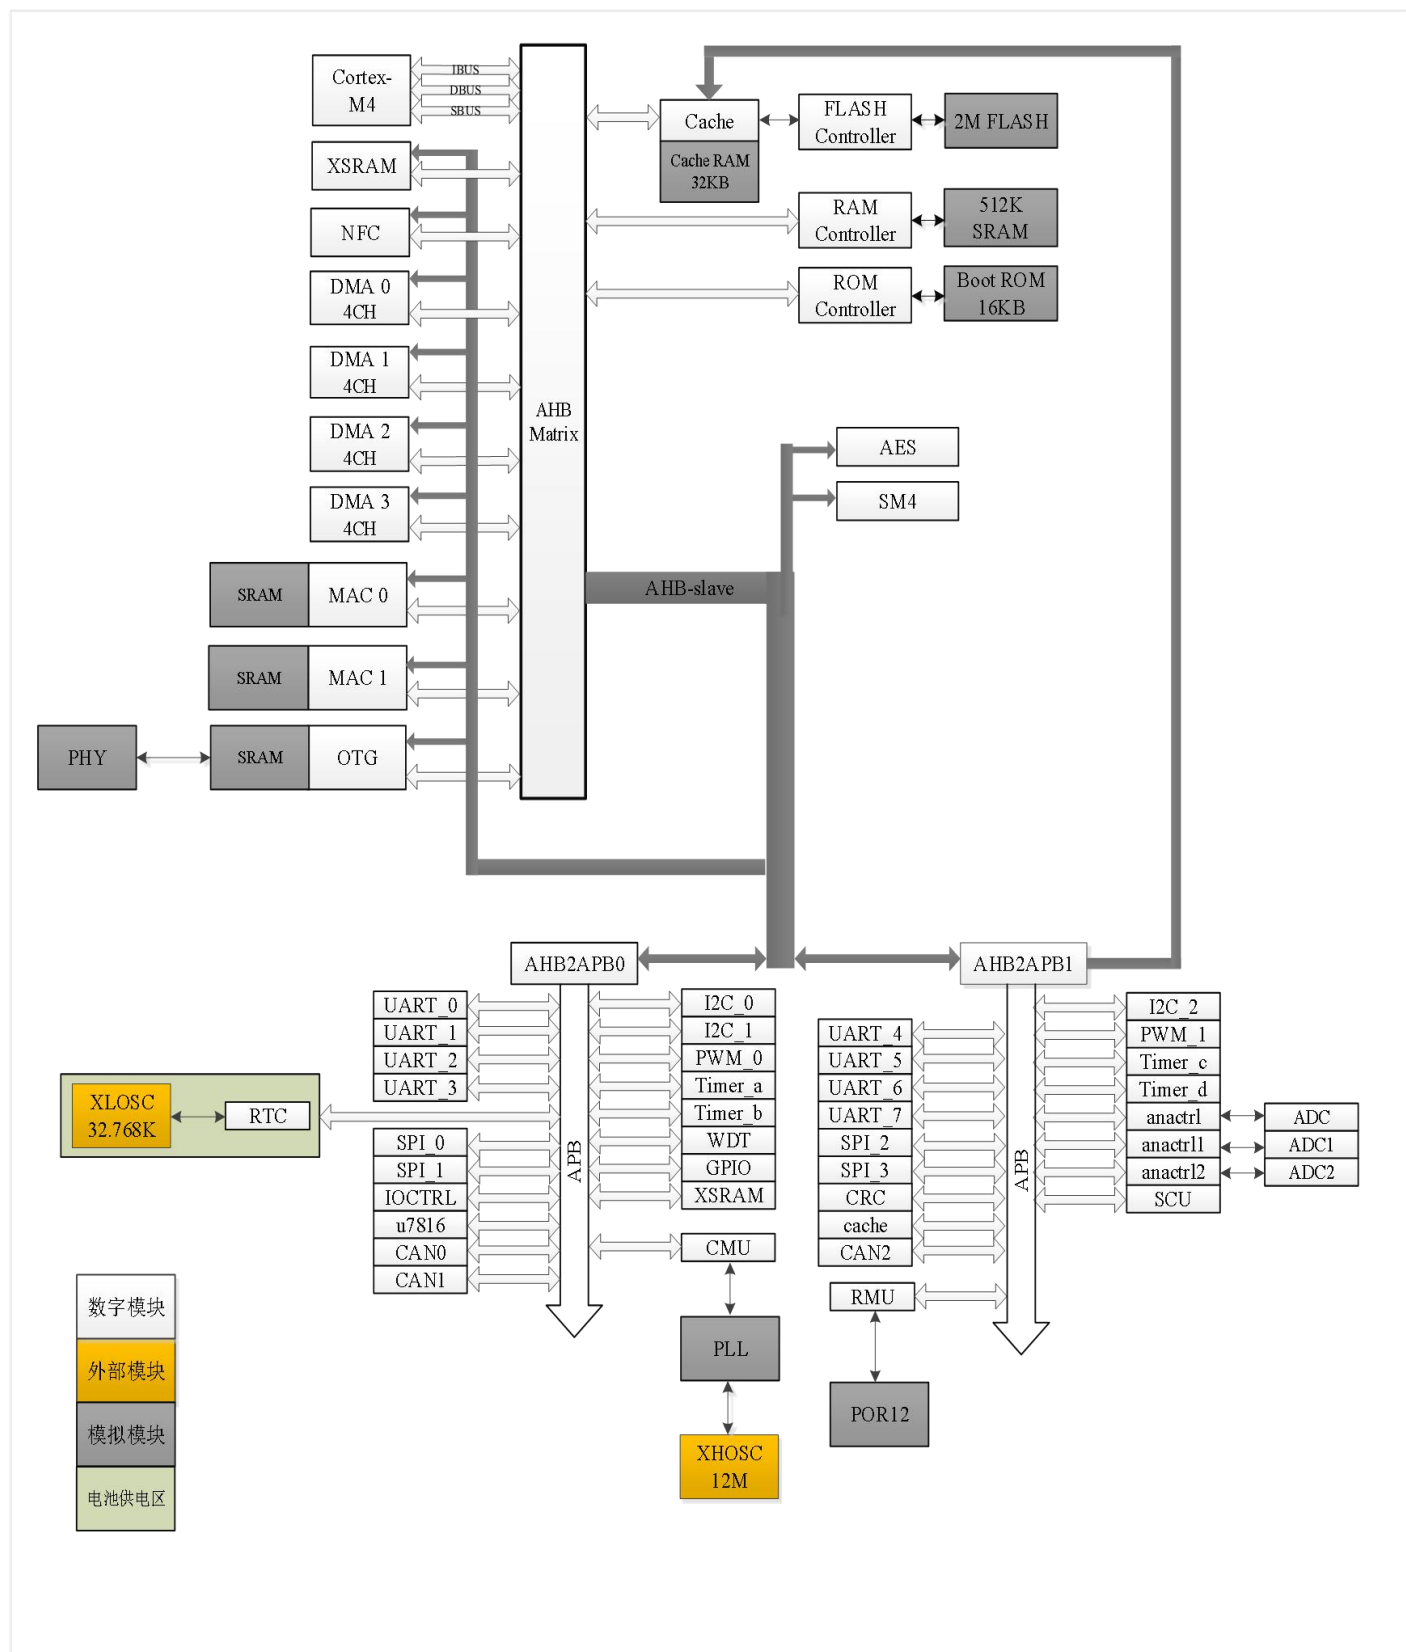 Cortex-
M4
IBUS
DBUS
SBUS
XSRAM
NFC
DMA 0
4CH
DMA 1
4CH
DMA 2
4CH
DMA 3
4CH
SRAM
MAC 0
SRAM
MAC 1
PHY
SRAM
OTG
AHB
Matrix
Cache
Cache RAM
32KB
FLASH
Controller
2M FLASH
RAM
Controller
512K
SRAM
ROM
Controller
Boot ROM
16KB
AES
SM4
AHB-slave
AHB2APB0
AHB2APB1
UART_0
UART_1
UART_2
UART_3
XLOSC
32.768K
RTC
SPI_0
SPI_1
IOCTRL
u7816
CAN0
CAN1
APB
I2C_0
I2C_1
PWM_0
Timer_a
Timer_b
WDT
GPIO
XSRAM
CMU
PLL
XHOSC
12M
UART_4
UART_5
UART_6
UART_7
SPI_2
SPI_3
CRC
cache
CAN2
RMU
POR12
APB
I2C_2
PWM_1
Timer_c
Timer_d
anactrl
anactrl1
anactrl2
SCU
ADC
ADC1
ADC2
数字模块
外部模块
模拟模块
电池供电区